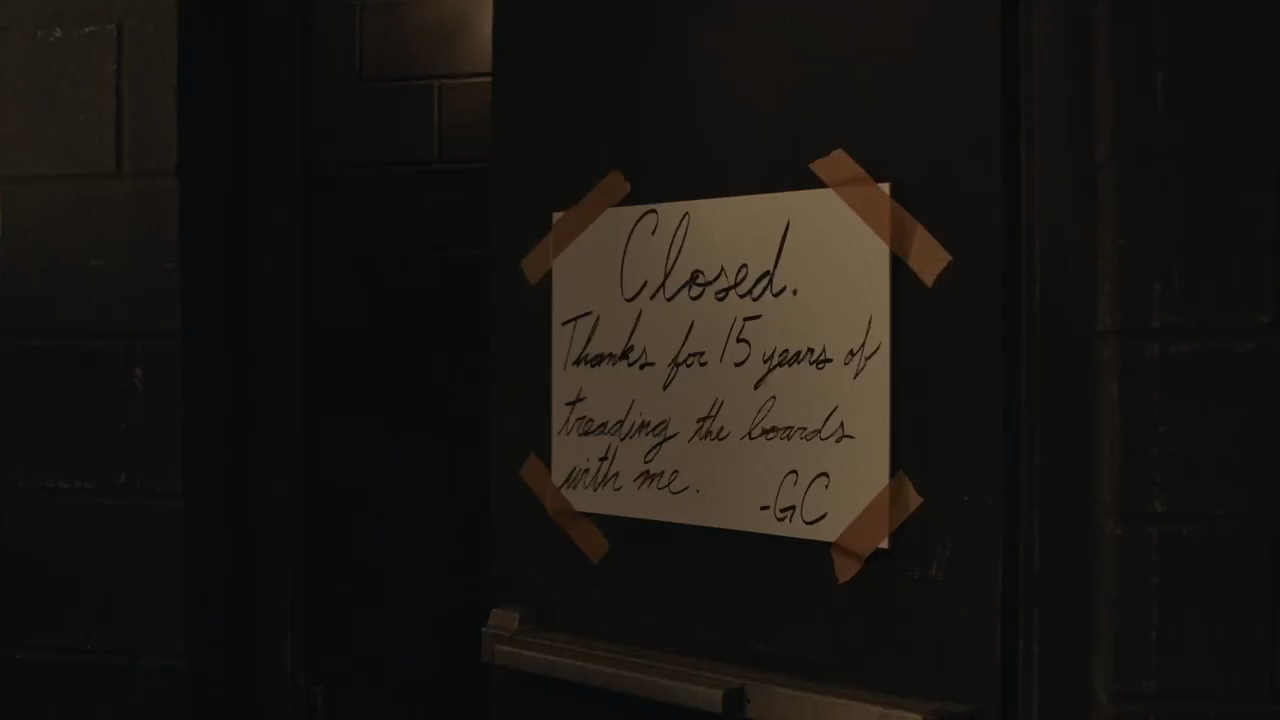 Closed.
Thanks for 15 years of
treading the boards
with me.
-GC